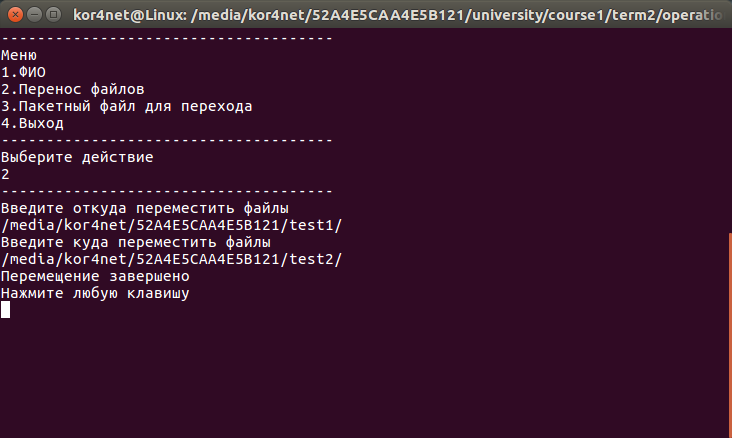 kor4net@Linux: /media/kor4net/52A4E5CAA4E5B121/university/course1/term2/operatio
-------------------------------------
Меню
1.ФИО
2.Перенос файлов
3.Пакетный файл для перехода
4.Выход
-------------------------------------
Выберите действие
2
-------------------------------------
Введите откуда переместить файлы
/media/kor4net/52A4E5CAA4E5B121/test1/
Введите куда переместить файлы
/media/kor4net/52A4E5CAA4E5B121/test2/
Перемещение завершено
Нажмите любую клавишу